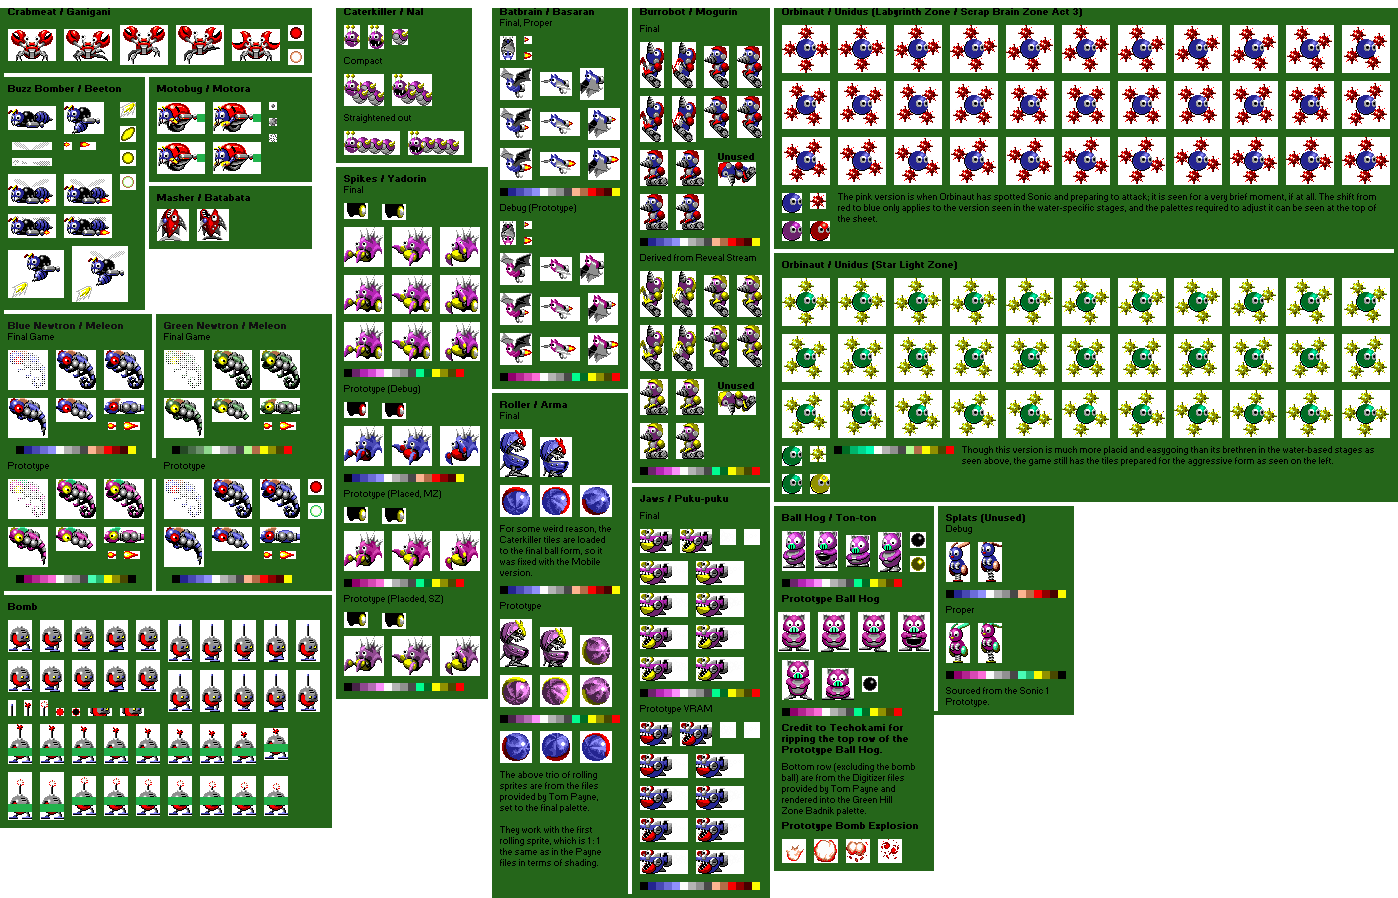 Crabmeat / Ganigani
Buzz Bomber / Beeton
Motobug / Motora
Masher / Batabata
Blue Newtron / Meleon
Final Game
Prototype
Green Newtron / Meleon
Final Game
Prototype
Bomb
Caterkiller / Nal
Compact
Straightened out
Spikes / Yadorin
Final
Prototype (Debug)
Prototype (Placed, MZ)
Prototype (Placded, SZ)
Batbrain / Basaran
Final, Proper
Debug (Prototype)
Roller / Arma
Final
For some weird reason, the
Caterkiller tiles are loaded
to the final ball form, so it
was fixed with the Mobile
version.
Prototype
The above trio of rolling
sprites are from the files
provided by Tom Payne,
set to the final palette.
They work with the first
rolling sprite, which is 1:1
the same as in the Payne
files in terms of shading.
Burrobot / Mogurin
Final
Unused
Derived from Reveal Stream
Unused
Jaws / Puku-puku
Final
Prototype VRAM
Orbinaut / Unidus (Labyrinth Zone / Scrap Brain Zone Act 3)
The pink version is when Orbinaut has spotted Sonic and preparing to attack; it is seen for a very brief moment, if at all. The shift from
red to blue only applies to the version seen in the water-specific stages, and the palettes required to adjust it can be seen at the top of
the sheet.
Orbinaut / Unidus (Star Light Zone)
Though this version is much more placid and easygoing than its brethren in the water-based stages as
seen above, the game still has the tiles prepared for the aggressive form as seen on the left.
Ball Hog / Ton-ton
Prototype Ball Hog
Credit to Techokami for
ripping the top row of the
Prototype Ball Hog.
Bottom row (excluding the bomb
ball) are from the Digitizer files
provided by Tom Payne and
rendered into the Green Hill
Zone Badnik palette.
Prototype Bomb Explosion
Splats (Unused)
Debug
Proper
Sourced from the Sonic 1
Prototype.